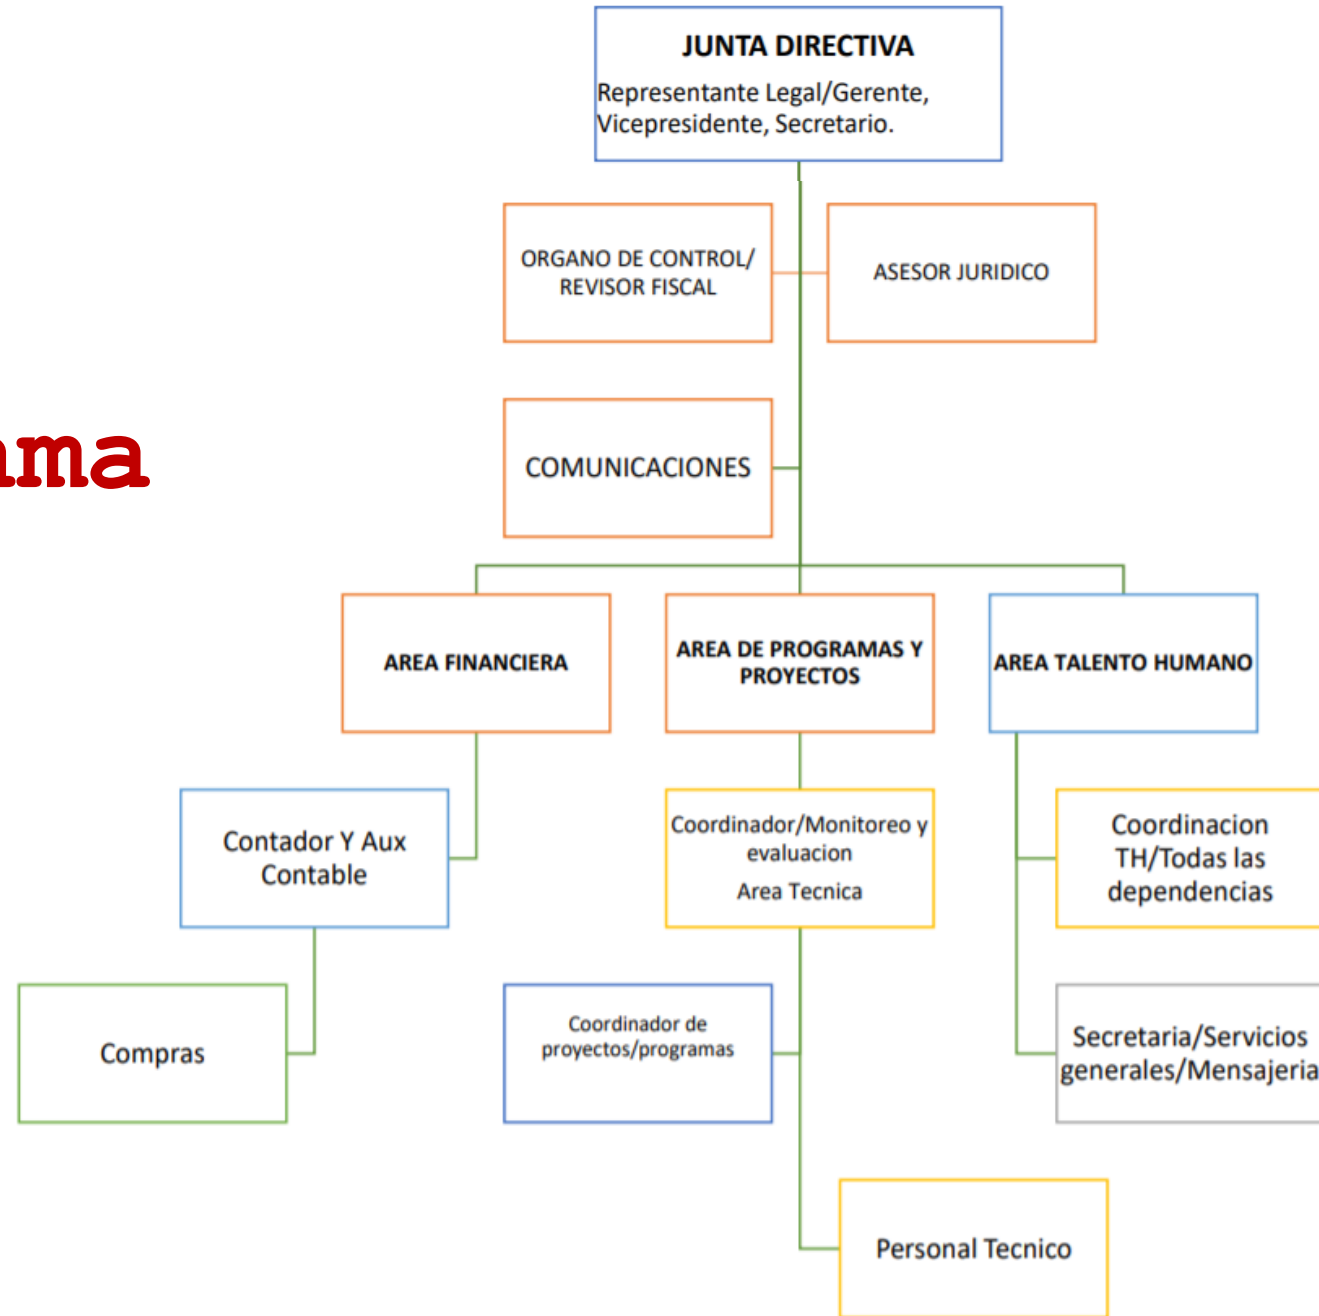 JUNTA DIRECTIVA
Representante Legal/Gerente,
Vicepresidente, Secretario.
ORGANO DE CONTROL/
REVISOR FISCAL
ASESOR JURIDICO
ama
COMUNICACIONES
AREA FINANCIERA
AREA DE PROGRAMAS Y
PROYECTOS
AREA TALENTO HUMANO
Contador Y Aux
Contable
Coordinador/Monitoreo y
evaluacion
Area Tecnica
Coordinacion
TH/Todas las
dependencias
Compras
Coordinador de
proyectos/programas
Secretaria/Servicios
generales/Mensajeria
Personal Tecnico